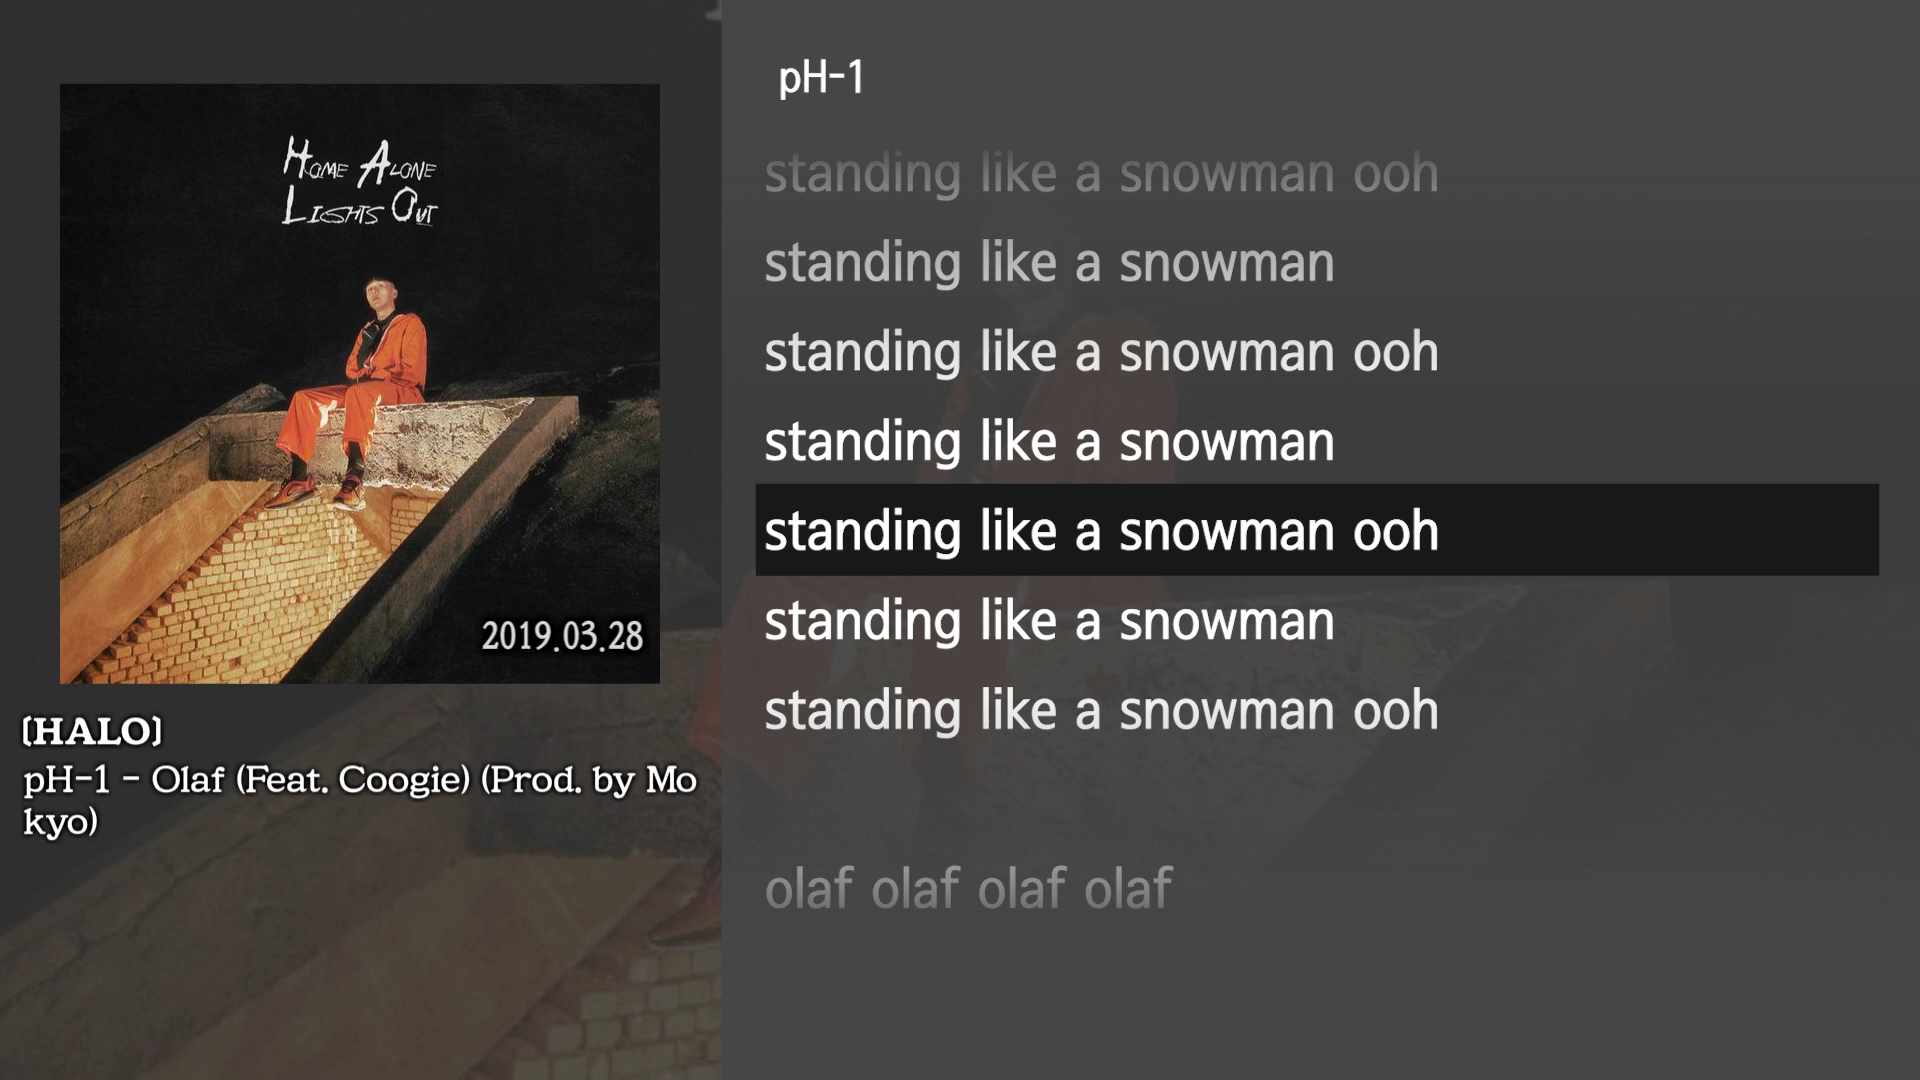 Home Alone
Lights Out
2019.03.28
[HALO]
pH-1 - Olaf (Feat. Coogie) (Prod. by Mo
kyo)
pH-1
standing like a snowman ooh
standing like a snowman
standing like a snowman ooh
standing like a snowman
standing like a snowman ooh
standing like a snowman
standing like a snowman ooh
olaf olaf olaf olaf